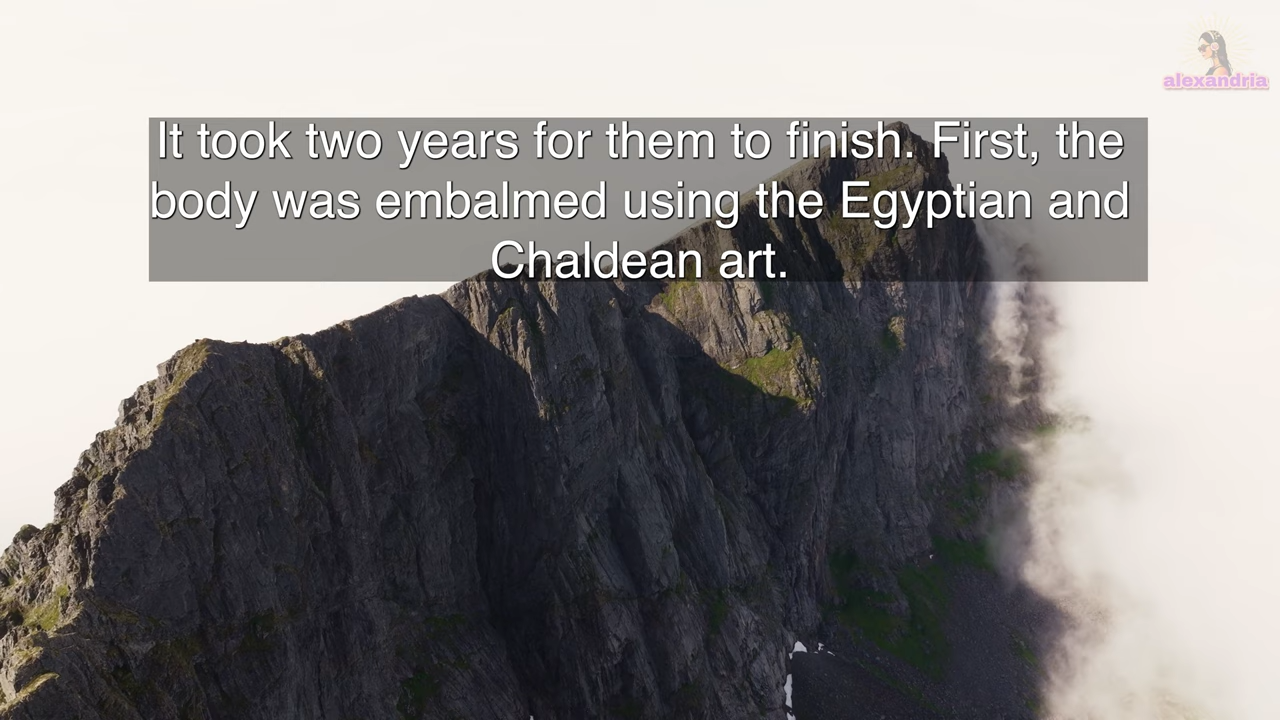 alexandria
It took two years for them to finish. First, the
body was embalmed using the Egyptian and
Chaldean art.